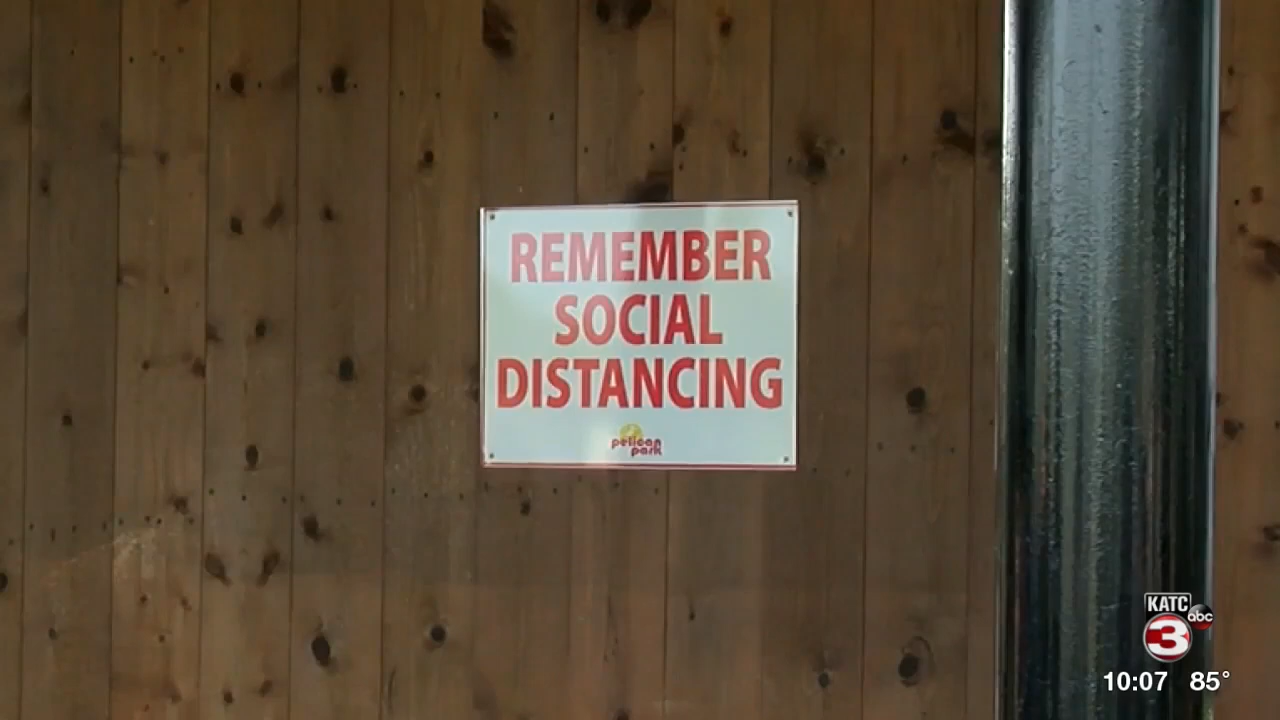 REMEMBER
SOCIAL
DISTANCING
pelican
park
KATC
abc
3
10:07 85°